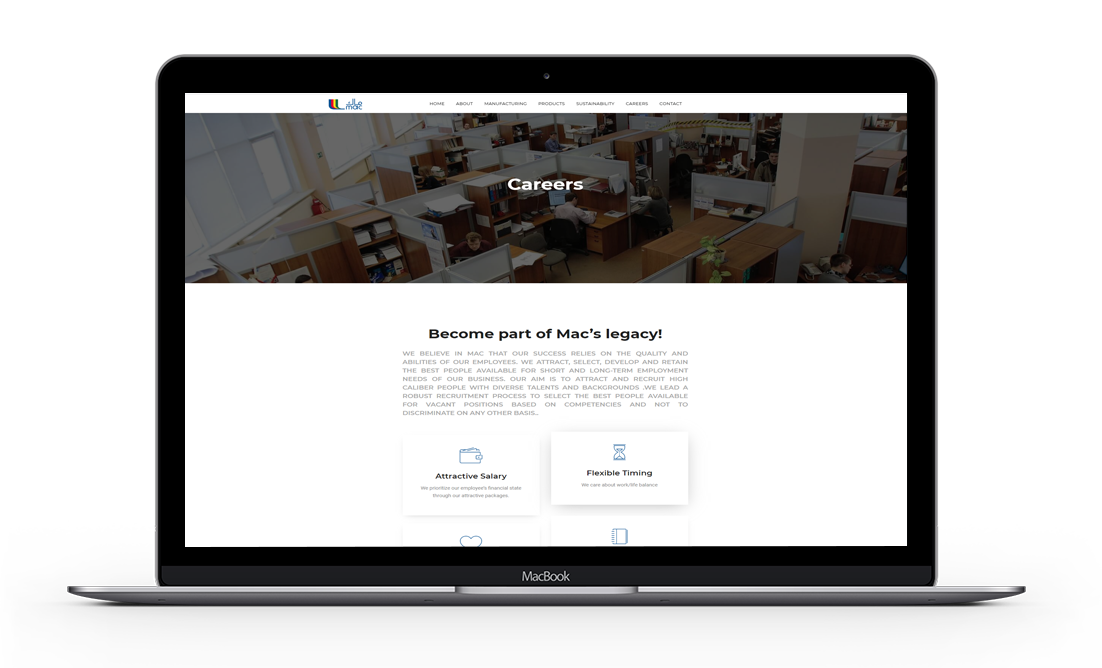 ماك
mac
HOME ABOUT MANUFACTURING PRODUCTS SUSTAINABILITY CAREERS CONTACT
Careers
Become part of Mac’s legacy!
WE BELIEVE IN MAC THAT OUR SUCCESS RELIES ON THE QUALITY AND
ABILITIES OF OUR EMPLOYEES. WE ATTRACT, SELECT, DEVELOP AND RETAIN
THE BEST PEOPLE AVAILABLE FOR SHORT AND LONG-TERM EMPLOYMENT
NEEDS OF OUR BUSINESS. OUR AIM IS TO ATTRACT AND RECRUIT HIGH
CALIBER PEOPLE WITH DIVERSE TALENTS AND BACKGROUNDS .WE LEAD A
ROBUST RECRUITMENT PROCESS TO SELECT THE BEST PEOPLE AVAILABLE
FOR VACANT POSITIONS BASED ON COMPETENCIES AND NOT TO
DISCRIMINATE ON ANY OTHER BASIS..
Attractive Salary
We prioritize our employee's financial state
through our attractive packages.
Flexible Timing
We care about work/life balance
MacBook